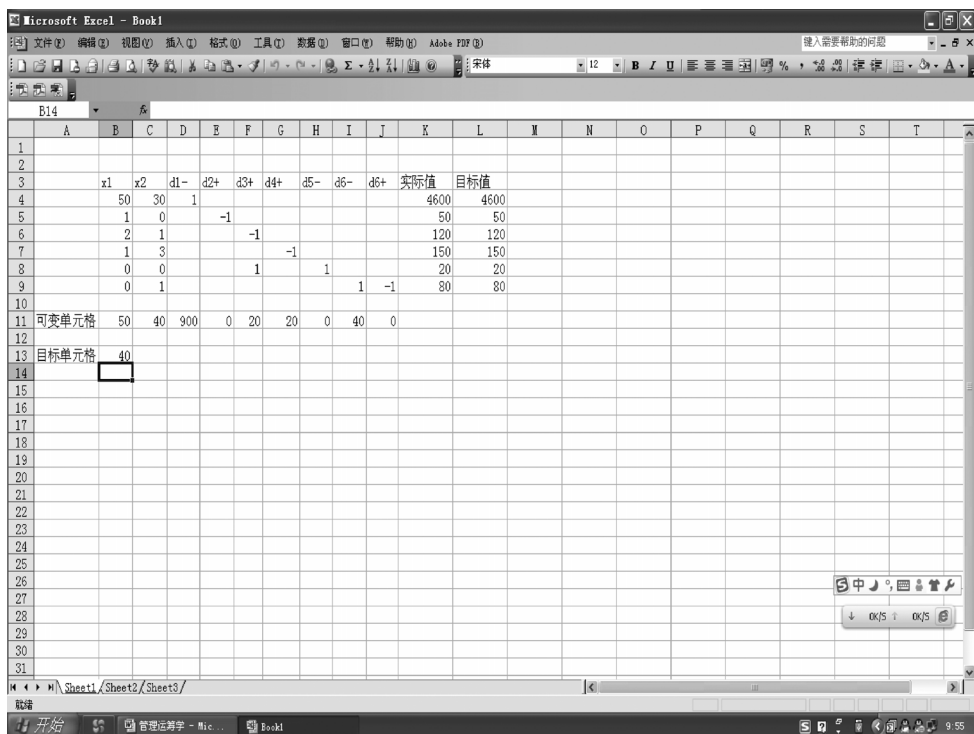 Microsoft Excel - Book1
文件(F) 编辑(E) 视图(V) 插入(I) 格式(O) 工具(T) 数据(D) 窗口(W) 帮助(H) Adobe PDF(B) 键入需要帮助的问题
宋体 12 B I U
B14 fx
A B C D E F G H I J K L M N O P Q R S T
1
2
3 x1 x2 d1- d2+ d3+ d4+ d5- d6- d6+ 实际值 目标值
4 50 30 1 4600 4600
5 1 0 -1 50 50
6 2 1 -1 120 120
7 1 3 -1 150 150
8 0 0 1 1 20 20
9 0 1 1 -1 80 80
10
11 可变单元格 50 40 900 0 20 20 0 40 0
12
13 目标单元格 40
14
15
16
17
18
19
20
21
22
23
24
25
26 中
27
28 ↓ 0K/S ↑ 0K/S
29
30
31
Sheet1 Sheet2 Sheet3
就绪
开始 管理运筹学 - Mic... Book1 9:55